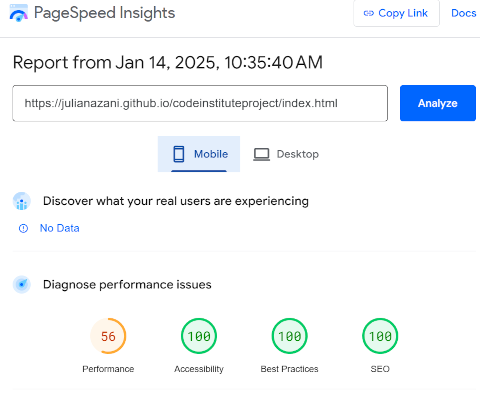 PageSpeed Insights
Copy Link
Docs
Report from Jan 14, 2025, 10:35:40 AM
https://julianazani.github.io/codeinstituteproject/index.html
Analyze
Mobile
Desktop
Discover what your real users are experiencing
No Data
Diagnose performance issues
56
100
100
100
Performance
Accessibility
Best Practices
SEO